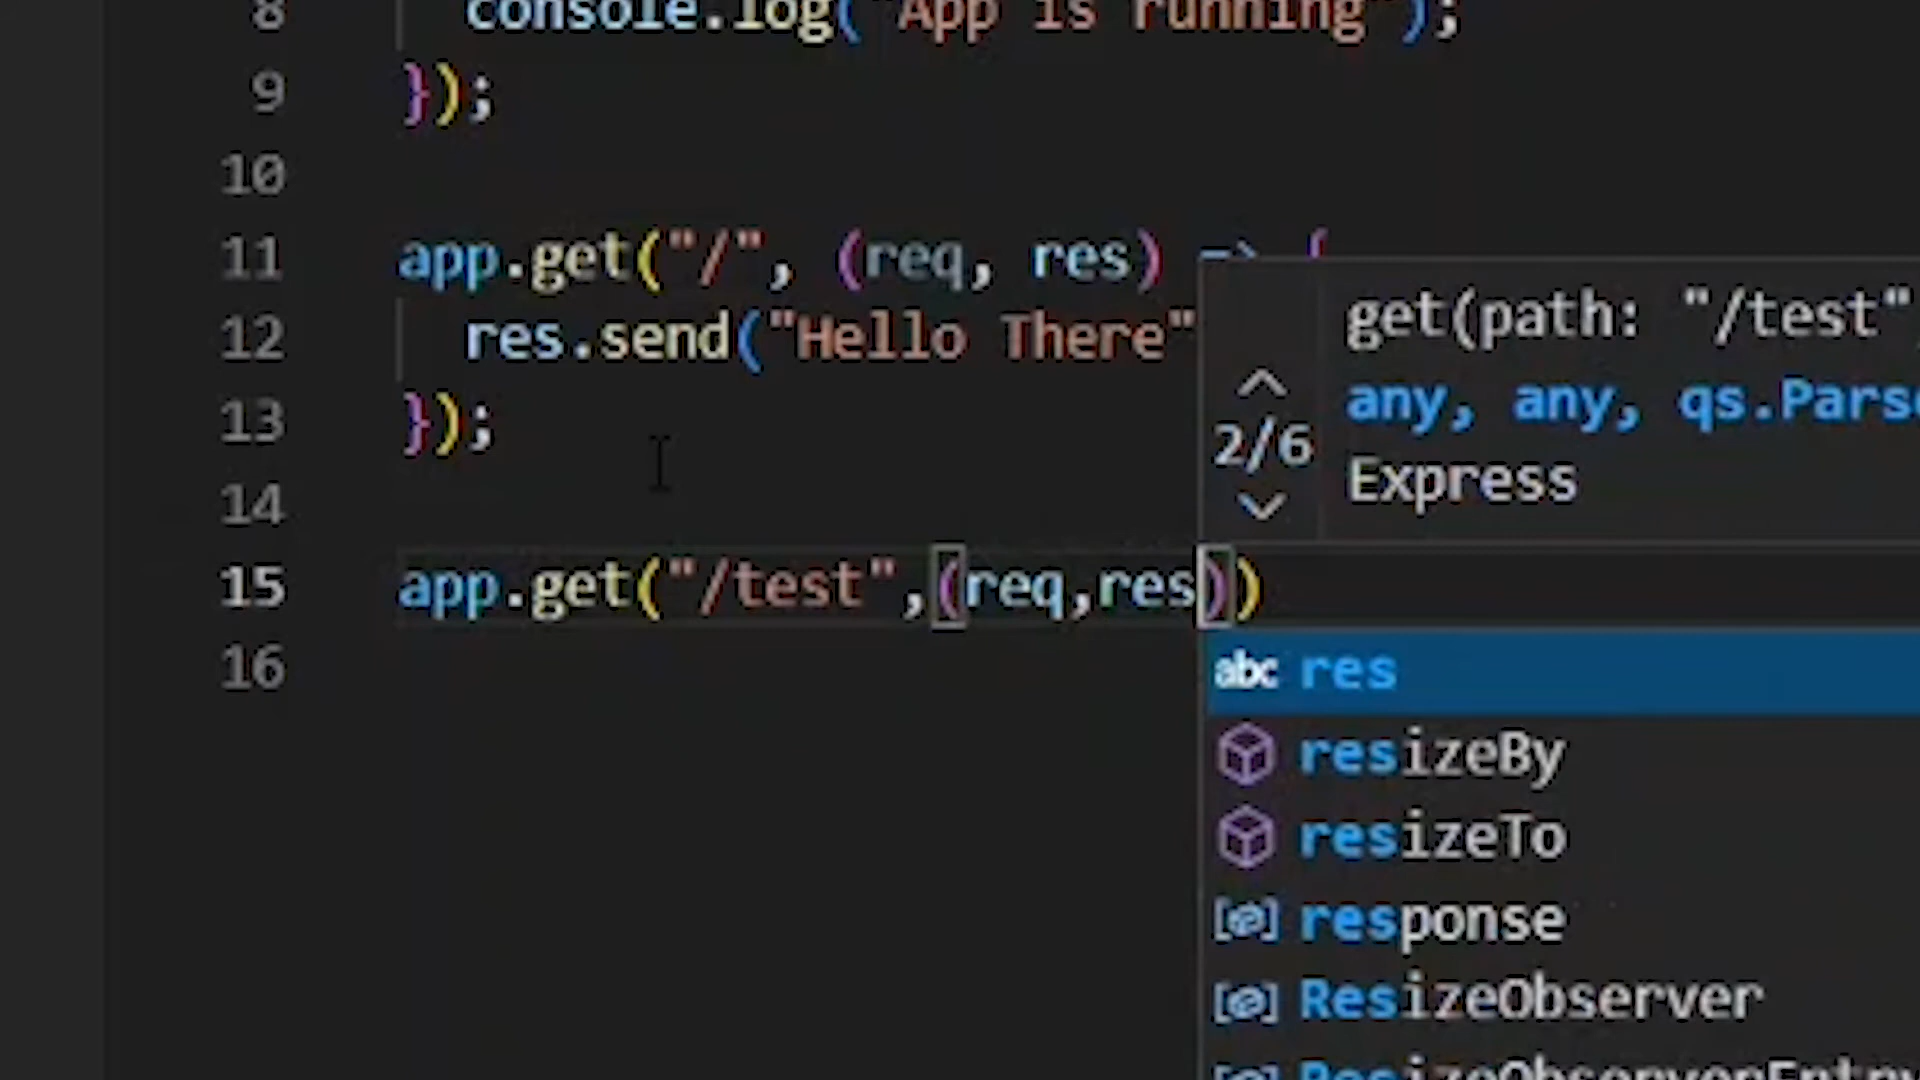 8 console.log("App is running");
9 });
10
11 app.get("/", (req, res) => {
12 res.send("Hello There"
13 });
14
15 app.get("/test",(req,res))
16
get(path: "/test"
any, any, qs.Pars
2/6
Express
abc res
resizeBy
resizeTo
response
ResizeObserver
ResizeObserverEntry